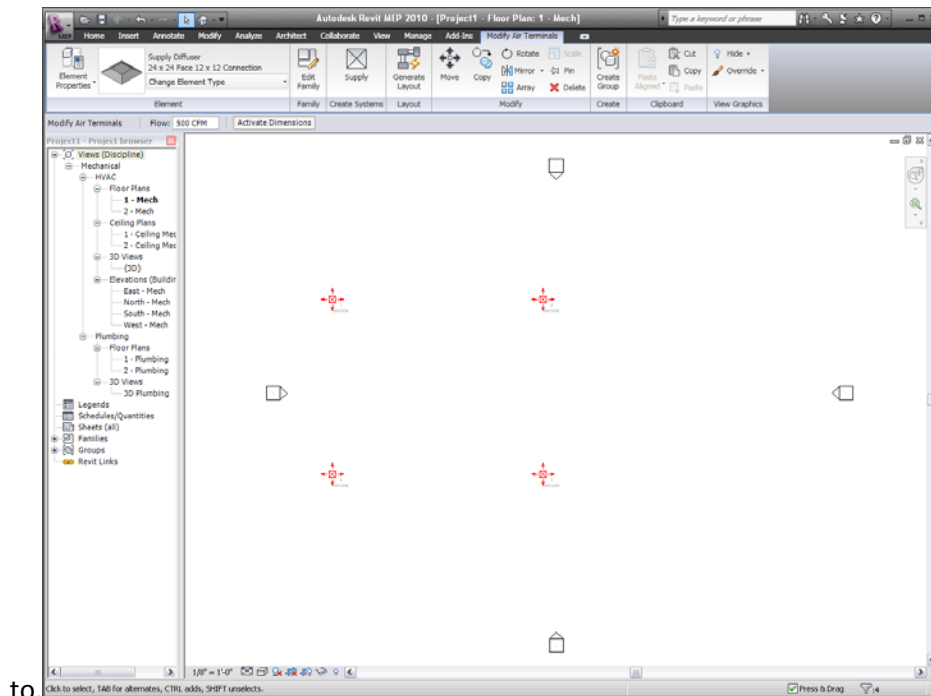 Autodesk Revit MEP 2010 - [Project1 - Floor Plan: 1 - Mech]
Type a keyword or phrase
MEP Home Insert Annotate Modify Analyze Architect Collaborate View Manage Add-Ins Modify Air Terminals
Supply Diffuser
24 x 24 Face 12 x 12 Connection
Change Element Type
Element Properties
Edit Family
Supply
Generate Layout
Move
Copy
Rotate
Scale
Mirror
Pin
Array
Delete
Create Group
Paste Aligned
Cut
Copy
Paste
Hide
Override
Element Family Create Systems Layout Modify Create Clipboard View Graphics
Modify Air Terminals Flow: 500 CFM Activate Dimensions
Project1 - Project browser
Views (Discipline)
Mechanical
HVAC
Floor Plans
1 - Mech
2 - Mech
Ceiling Plans
1 - Ceiling Mec
2 - Ceiling Mec
3D Views
{3D}
Elevations (Buildir
East - Mech
North - Mech
South - Mech
West - Mech
Plumbing
Floor Plans
1 - Plumbing
2 - Plumbing
3D Views
3D Plumbing
Legends
Schedules/Quantities
Sheets (all)
Families
Groups
Revit Links
1/8" = 1'-0"
to
Click to select, TAB for alternates, CTRL adds, SHIFT unselects.
Press & Drag
:4